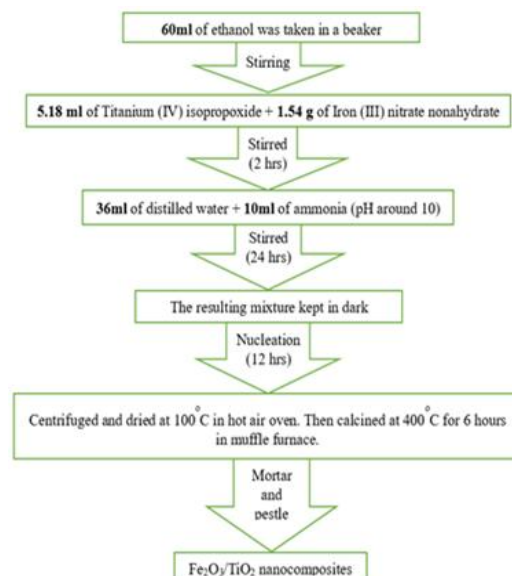 60ml of ethanol was taken in a beaker
Stirring
5.18 ml of Titanium (IV) isopropoxide + 1.54 g of Iron (III) nitrate nonahydrate
Stirred
(2 hrs)
36ml of distilled water + 10ml of ammonia (pH around 10)
Stirred
(24 hrs)
The resulting mixture kept in dark
Nucleation
(12 hrs)
Centrifuged and dried at 100°C in hot air oven. Then calcined at 400°C for 6 hours
in muffle furnace.
Mortar
and
pestle
Fe₂O₃/TiO₂ nanocomposites